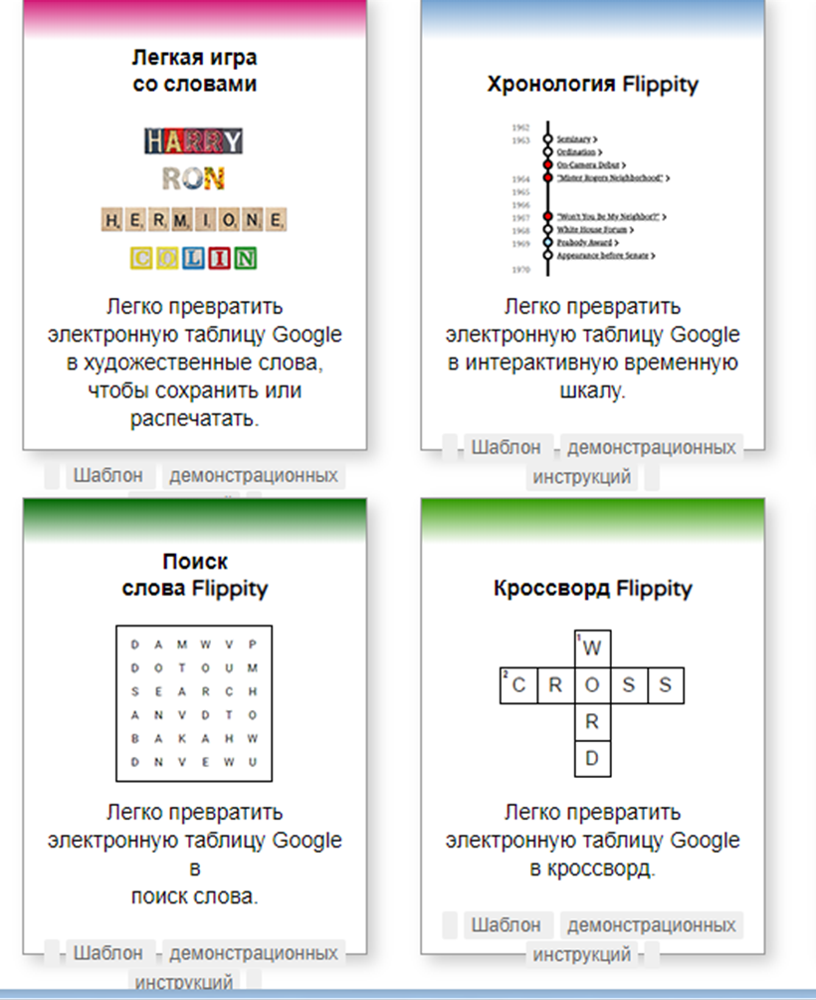 Легкая игра
со словами
HARRY
RON
HERMIONE
COLIN
Легко превратить
электронную таблицу Google
в художественные слова,
чтобы сохранить или
распечатать.
Шаблон демонстрационных
Хронология Flippity
1962
1963
Seminary >
Ordination >
On-Camera Debut >
1964
"Mister Rogers Neighborhood" >
1965
1966
1967
"Won't You Be My Neighbor?" >
1968
White House Forum >
1969
Peabody Award >
Appearance before Senate >
1970
Легко превратить
электронную таблицу Google
в интерактивную временную
шкалу.
Шаблон демонстрационных
инструкций
Поиск
слова Flippity
D A M W V P
D O T O U M
S E A R C H
A N V D T O
B A K A H W
D N V E W U
Легко превратить
электронную таблицу Google
в
поиск слова.
Шаблон демонстрационных
инструкций
Кроссворд Flippity
1 W
2 C R O S S
R
D
Легко превратить
электронную таблицу Google
в кроссворд.
Шаблон демонстрационных
инструкций